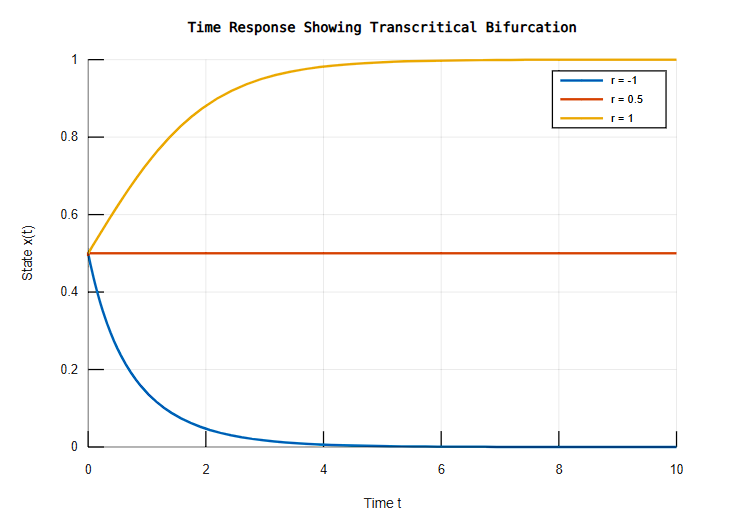 Time Response Showing Transcritical Bifurcation
1
0.8
0.6
0.4
0.2
0
State x(t)
r = -1
r = 0.5
r = 1
0 2 4 6 8 10
Time t